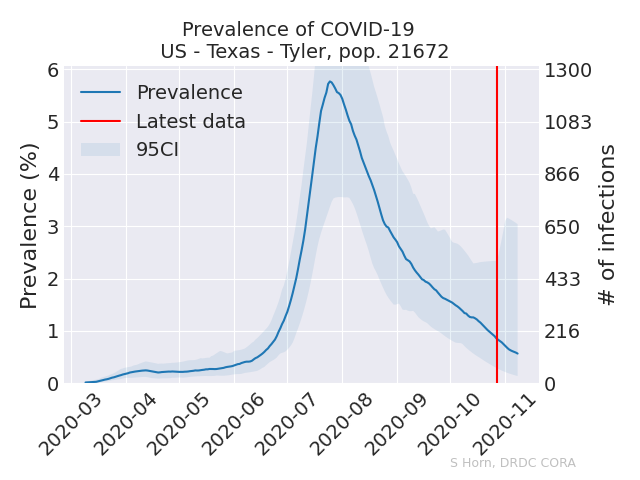 Prevalence of COVID-19
US - Texas - Tyler, pop. 21672
Prevalence (%)
6
5
4
3
2
1
0
Prevalence
Latest data
95CI
1300
1083
866
650
433
216
0
# of infections
2020-03
2020-04
2020-05
2020-06
2020-07
2020-08
2020-09
2020-10
2020-11
S Horn, DRDC CORA